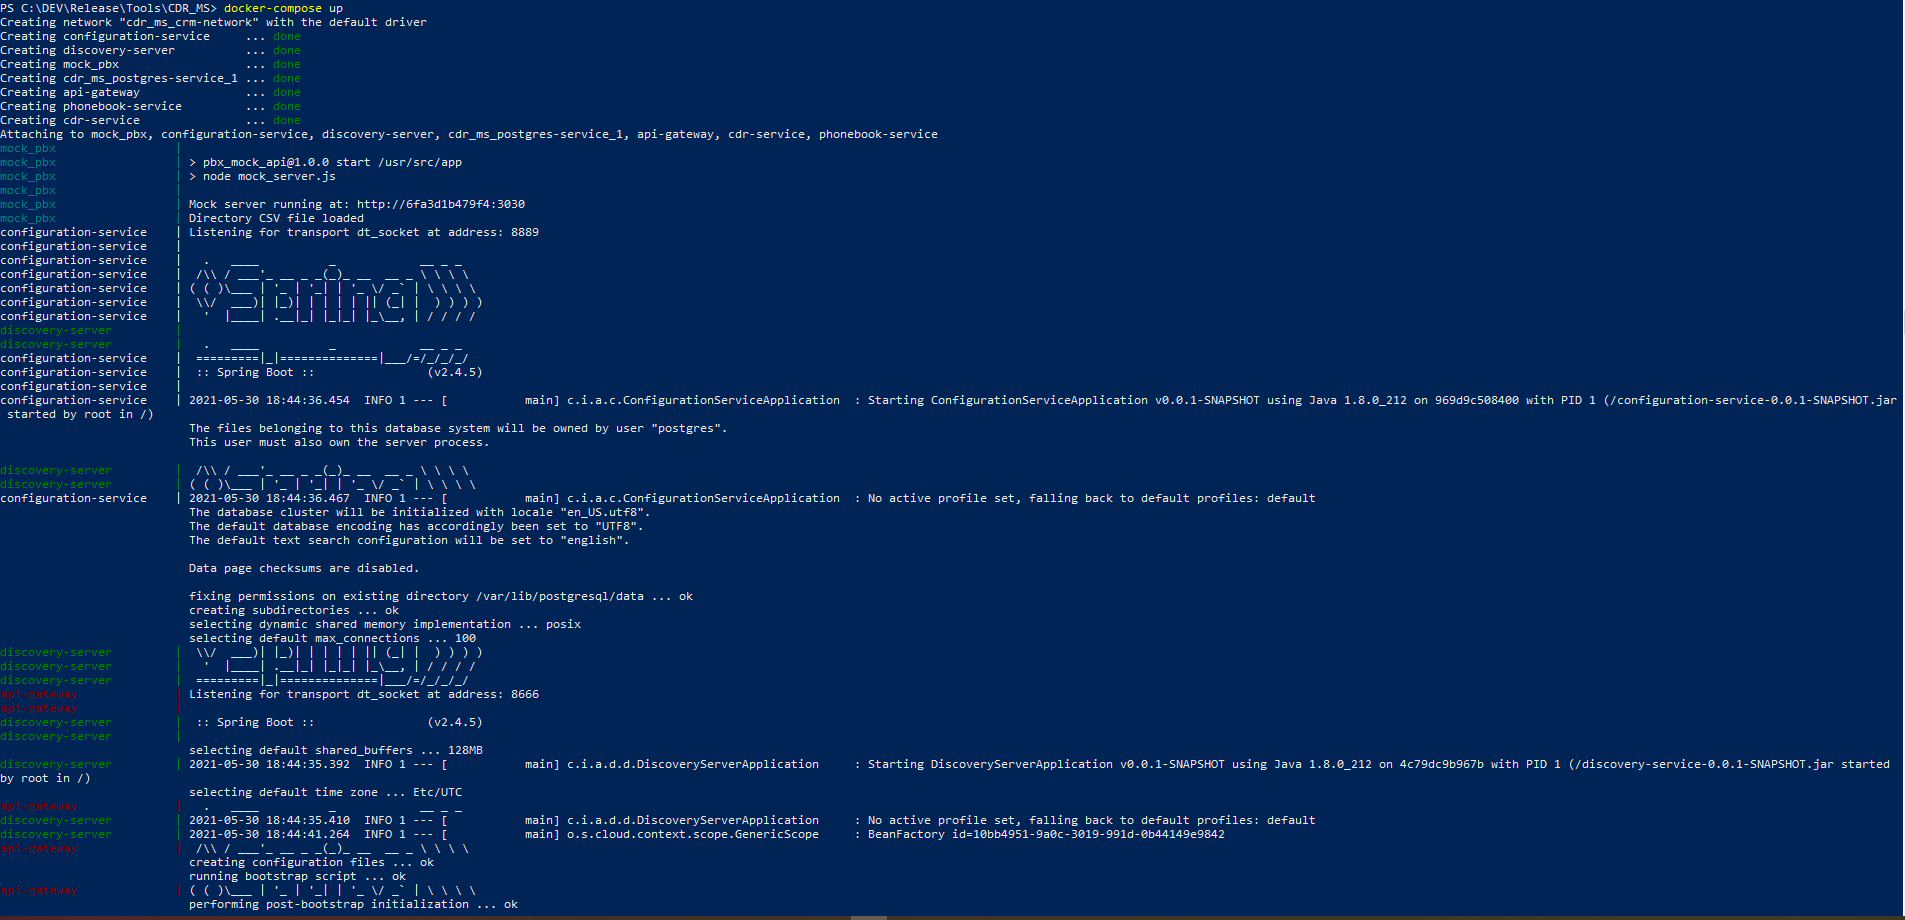 PS C:\DEV\Release\Tools\CDR_MS> docker-compose up
Creating network "cdr_ms_crm-network" with the default driver
Creating configuration-service     ... done
Creating discovery-server          ... done
Creating mock_pbx                  ... done
Creating cdr_ms_postgres-service_1 ... done
Creating api-gateway               ... done
Creating phonebook-service         ... done
Creating cdr-service               ... done
Attaching to mock_pbx, configuration-service, discovery-server, cdr_ms_postgres-service_1, api-gateway, cdr-service, phonebook-service
mock_pbx                 |
mock_pbx                 | > pbx_mock_api@1.0.0 start /usr/src/app
mock_pbx                 | > node mock_server.js
mock_pbx                 |
mock_pbx                 | Mock server running at: http://6fa3d1b479f4:3030
mock_pbx                 | Directory CSV file loaded
configuration-service    | Listening for transport dt_socket at address: 8889
configuration-service    |
configuration-service    |   .   ____          _            __ _ _
configuration-service    |  /\\ / ___'_ __ _ _(_)_ __  __ _ \ \ \ \
configuration-service    | ( ( )\___ | '_ | '_| | '_ \/ _` | \ \ \ \
configuration-service    |  \\/  ___)| |_)| | | | | || (_| |  ) ) ) )
configuration-service    |   '  |____| .__|_| |_|_| |_\__, | / / / /
discovery-server         |
discovery-server         |   .   ____          _            __ _ _
configuration-service    |  =========|_|==============|___/=/_/_/_/
configuration-service    |  :: Spring Boot ::                (v2.4.5)
configuration-service    |
configuration-service    | 2021-05-30 18:44:36.454  INFO 1 --- [           main] c.i.a.c.ConfigurationServiceApplication  : Starting ConfigurationServiceApplication v0.0.1-SNAPSHOT using Java 1.8.0_212 on 969d9c508400 with PID 1 (/configuration-service-0.0.1-SNAPSHOT.jar
 started by root in /)
The files belonging to this database system will be owned by user "postgres".
This user must also own the server process.
discovery-server         |  /\\ / ___'_ __ _ _(_)_ __  __ _ \ \ \ \
discovery-server         | ( ( )\___ | '_ | '_| | '_ \/ _` | \ \ \ \
configuration-service    | 2021-05-30 18:44:36.467  INFO 1 --- [           main] c.i.a.c.ConfigurationServiceApplication  : No active profile set, falling back to default profiles: default
The database cluster will be initialized with locale "en_US.utf8".
The default database encoding has accordingly been set to "UTF8".
The default text search configuration will be set to "english".
Data page checksums are disabled.
fixing permissions on existing directory /var/lib/postgresql/data ... ok
creating subdirectories ... ok
selecting dynamic shared memory implementation ... posix
selecting default max_connections ... 100
discovery-server         |  \\/  ___)| |_)| | | | | || (_| |  ) ) ) )
discovery-server         |   '  |____| .__|_| |_|_| |_\__, | / / / /
discovery-server         |  =========|_|==============|___/=/_/_/_/
api-gateway              | Listening for transport dt_socket at address: 8666
api-gateway              |
discovery-server         |  :: Spring Boot ::                (v2.4.5)
discovery-server         |
selecting default shared_buffers ... 128MB
discovery-server         | 2021-05-30 18:44:35.392  INFO 1 --- [           main] c.i.a.d.d.DiscoveryServerApplication     : Starting DiscoveryServerApplication v0.0.1-SNAPSHOT using Java 1.8.0_212 on 4c79dc9b967b with PID 1 (/discovery-service-0.0.1-SNAPSHOT.jar started
by root in /)
selecting default time zone ... Etc/UTC
api-gateway              |   .   ____          _            __ _ _
discovery-server         | 2021-05-30 18:44:35.410  INFO 1 --- [           main] c.i.a.d.d.DiscoveryServerApplication     : No active profile set, falling back to default profiles: default
discovery-server         | 2021-05-30 18:44:41.264  INFO 1 --- [           main] o.s.cloud.context.scope.GenericScope     : BeanFactory id=10bb4951-9a0c-3019-991d-0b44149e9842
api-gateway              |  /\\ / ___'_ __ _ _(_)_ __  __ _ \ \ \ \
creating configuration files ... ok
running bootstrap script ... ok
api-gateway              | ( ( )\___ | '_ | '_| | '_ \/ _` | \ \ \ \
performing post-bootstrap initialization ... ok